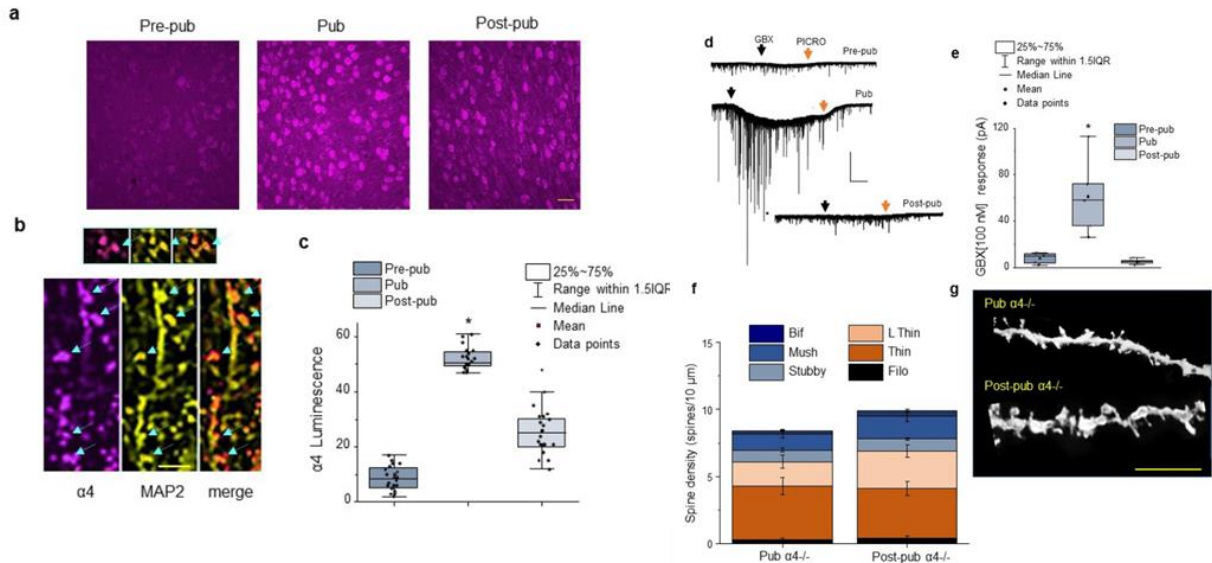 a
Pre-pub Pub Post-pub
b
α4 MAP2 merge
c
Pre-pub
Pub
Post-pub
25%~75%
Range within 1.5IQR
Median Line
Mean
Data points
α4 Luminescence
60
40
20
0
*
d
GBX PICRO
Pre-pub
Pub
Post-pub
e
25%~75%
Range within 1.5IQR
Median Line
Mean
Data points
GBX[100 nM] response (pA)
120
60
0
*
Pre-pub
Pub
Post-pub
f
Bif
Mush
Stubby
L Thin
Thin
Filo
Spine density (spines/10 µm)
15
10
5
0
Pub α4-/- Post-pub α4-/-
g
Pub α4-/-
Post-pub α4-/-